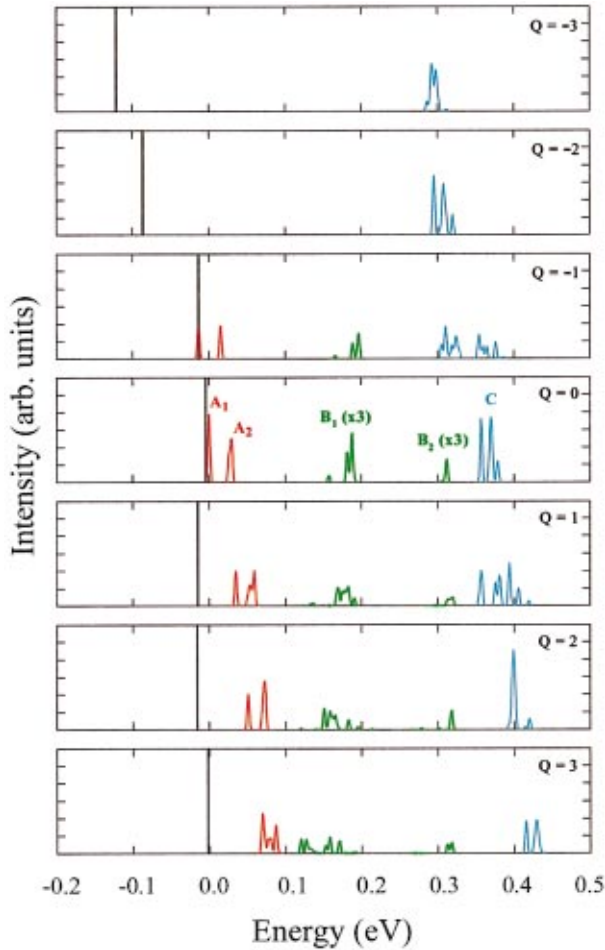 Q = -3
Q = -2
Q = -1
A₁
A₂
B₁ (x3)
B₂ (x3)
C
Q = 0
Q = 1
Q = 2
Q = 3
-0.2 -0.1 0.0 0.1 0.2 0.3 0.4 0.5
Energy (eV)
Intensity (arb. units)